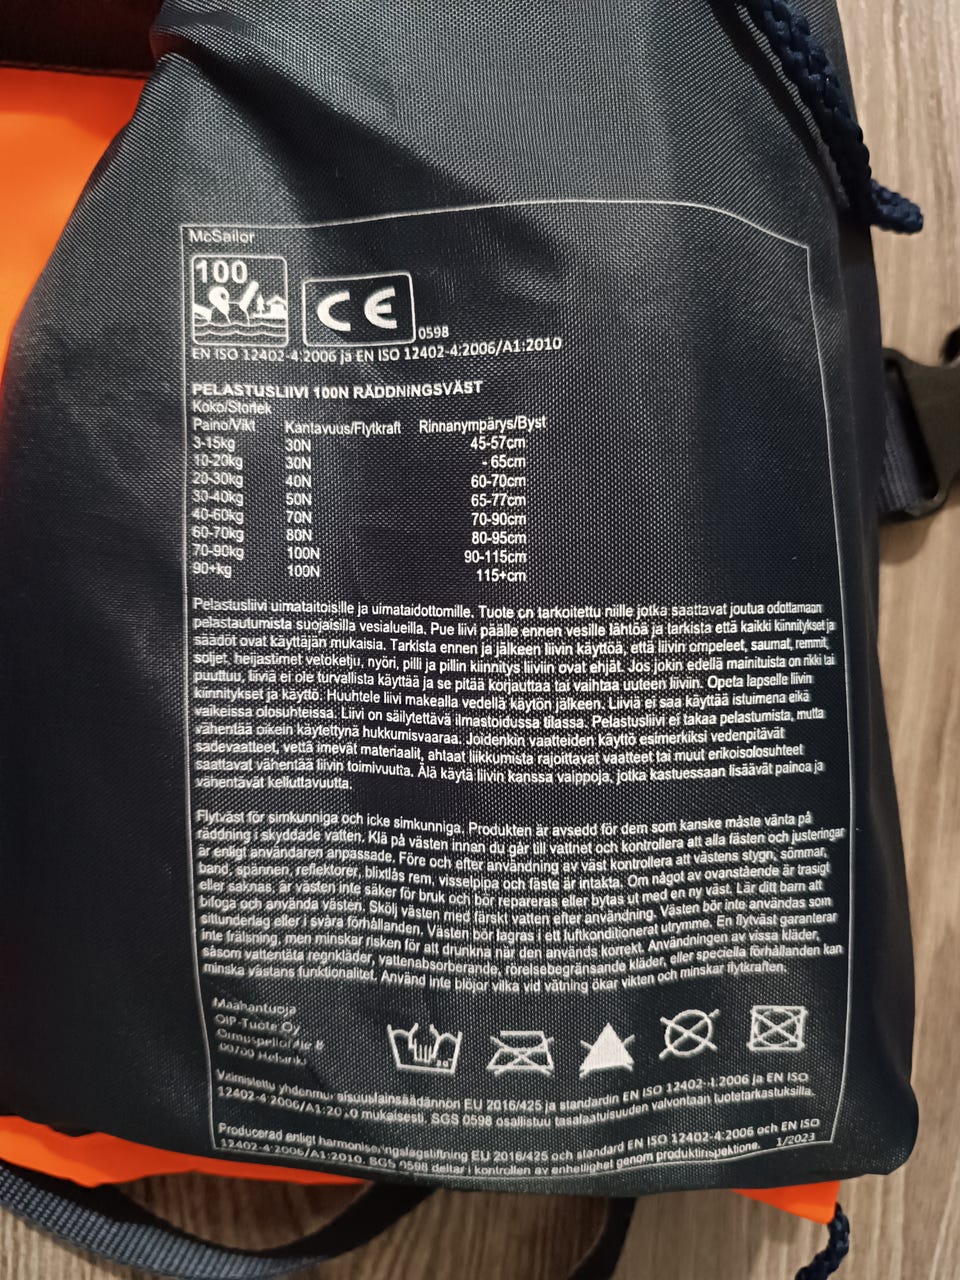 McSailor
100
CE
0598
EN ISO 12402-4:2006 ja EN ISO 12402-4:2006/A1:2010
PELASTUSLIIVI 100N RÄDDNINGSVÄST
Koko/Storlek
Paino/Vikt Kantavuus/Flytkraft Rinnanympärys/Byst
3-15kg 30N 45-57cm
10-20kg 30N - 65cm
20-30kg 40N 60-70cm
30-40kg 50N 65-77cm
40-60kg 70N 70-90cm
60-70kg 80N 80-95cm
70-90kg 100N 90-115cm
90+kg 100N 115+cm
Pelastusliivi uimataitoisille ja uimataidottomille. Tuote on tarkoitettu niille jotka saattavat joutua odottamaan
pelastautumista suojaisilla vesialueilla. Pue liivi päälle ennen vesille lähtöä ja tarkista että kaikki kiinnitykset ja
säädöt ovat käyttäjän mukaisia. Tarkista ennen ja jälkeen liivin käyttöä, että liivin ompeleet, saumat, remmit,
soljet, heijastimet vetoketju, nyöri, pilli ja pillin kiinnitys liiviin ovat ehjät. Jos jokin edellä mainituista on rikki tai
puuttuu, liiviä ei ole turvallista käyttää ja se pitää korjauttaa tai vaihtaa uuteen liiviin. Opeta lapselle liivin
kiinnitykset ja käyttö. Huuhtele liivi makealla vedellä käytön jälkeen. Liiviä ei saa käyttää istuimena eikä
vaikeissa olosuhteissa. Liivi on säilytettävä ilmastoidussa tilassa. Pelastusliivi ei takaa pelastumista, mutta
vähentää oikein käytettynä hukkumisvaaraa. Joidenkin vaatteiden käyttö esimerkiksi vedenpitävät
sadevaatteet, vettä imevät materiaalit, ahtaat liikkumista rajoittavat vaatteet tai muut erikoisolosuhteet
saattavat vähentää liivin toimivuutta. Älä käytä liivin kanssa vaippoja, jotka kastuessaan lisäävät painoa ja
vähentävät kelluttavuutta.
Flytväst för simkunniga och icke simkunniga. Produkten är avsedd för dem som kanske måste vänta på
räddning i skyddade vatten. Klä på västen innan du går till vattnet och kontrollera att alla fästen och justeringar
är enligt användaren anpassade. Före och efter användning av väst kontrollera att västens stygn, sömmar,
band, spännen, reflektorer, blixtlås rem, visselpipa och fäste är intakta. Om något av ovanstående är trasigt
eller saknas, är västen inte säker för bruk och bör repareras eller bytas ut med en ny väst. Lär ditt barn att
bifoga och använda västen. Skölj västen med färskt vatten efter användning. Västen bör inte användas som
sittunderlag eller i svåra förhållanden. Västen bör lagras i ett luftkonditionerat utrymme. En flytväst garanterar
inte frälsning, men minskar risken för att drunkna när den används korrekt. Användningen av vissa kläder,
såsom vattentäta regnkläder, vattenabsorberande, rörelsebegränsande kläder, eller speciella förhållanden kan
minska västans funktionalitet. Använd inte blöjor vilka vid vätning ökar vikten och minskar flytkraften.
Maahantuoja
OIP-Tuote Oy
00700 Helsinki
Valmistettu yhdenmukaisuuslainsäädännön EU 2016/425 ja standardin EN ISO 12402-4:2006 ja EN ISO
12402-4:2006/A1:2010 mukaisesti. SGS 0598 osallistuu tasalaatuisuuden valvontaan tuotetarkastuksilla.
Producerad enligt harmoniseringslagstiftning EU 2016/425 och standard EN ISO 12402-4:2006 och EN ISO
12402-4:2006/A1:2010. SGS 0598 deltar i kontrollen av enhetlighet genom produktinspektione. 1/2023